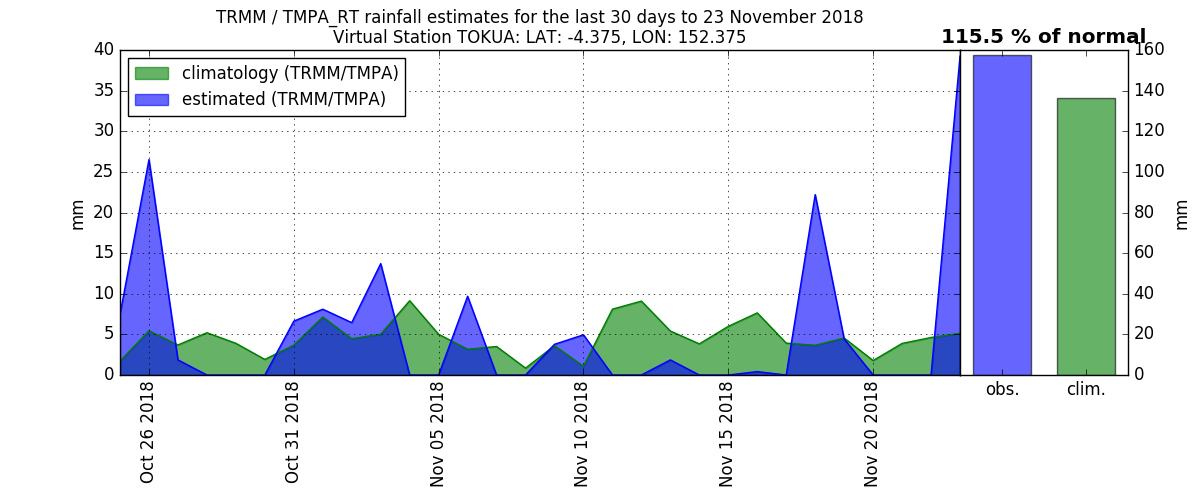 TRMM / TMPA_RT rainfall estimates for the last 30 days to 23 November 2018
Virtual Station TOKUA: LAT: -4.375, LON: 152.375
115.5 % of normal
climatology (TRMM/TMPA)
estimated (TRMM/TMPA)
40
35
30
25
20
15
10
5
0
mm
160
140
120
100
80
60
40
20
0
mm
Oct 26 2018
Oct 31 2018
Nov 05 2018
Nov 10 2018
Nov 15 2018
Nov 20 2018
obs.
clim.